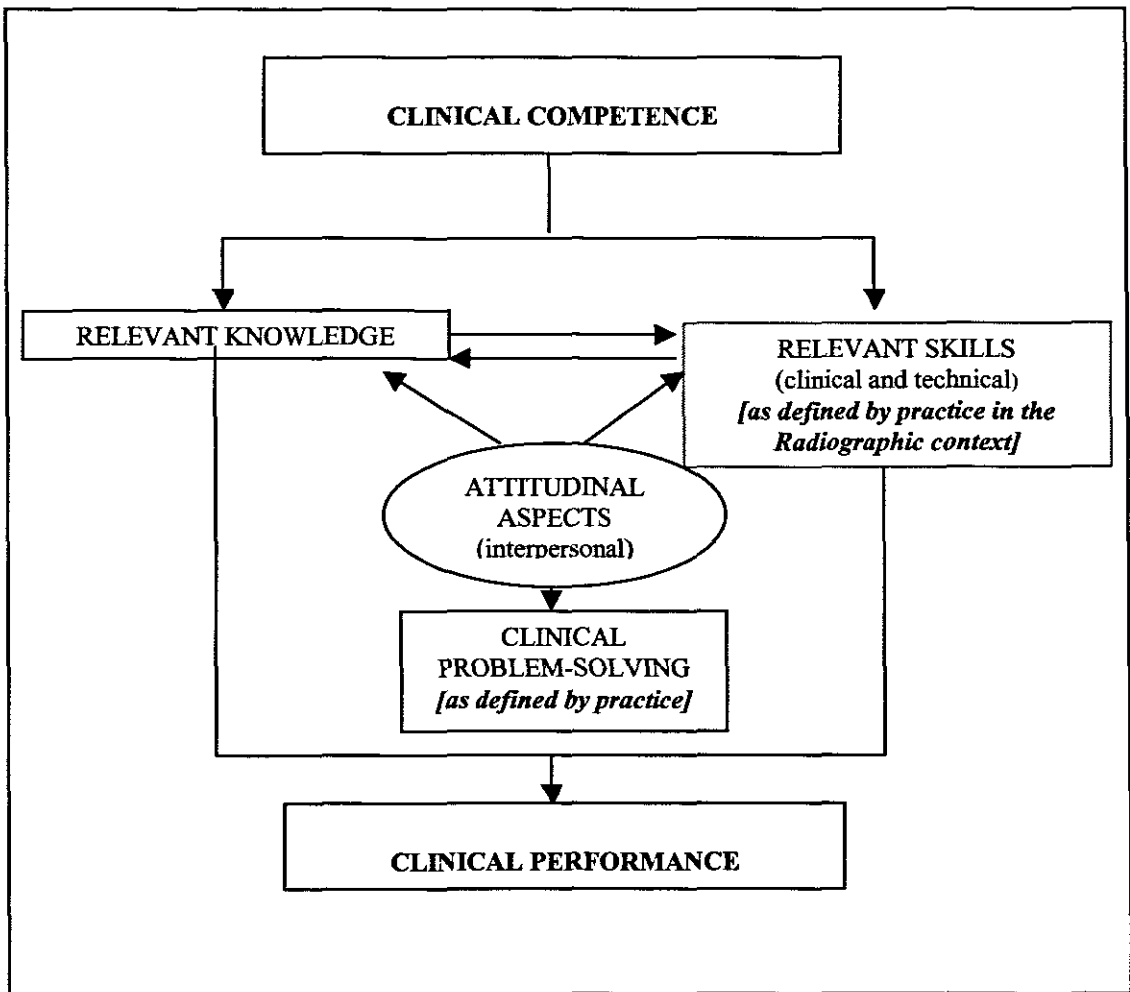 CLINICAL COMPETENCE
RELEVANT KNOWLEDGE
RELEVANT SKILLS
(clinical and technical)
[as defined by practice in the
Radiographic context]
ATTITUDINAL
ASPECTS
(interpersonal)
CLINICAL
PROBLEM-SOLVING
[as defined by practice]
CLINICAL PERFORMANCE